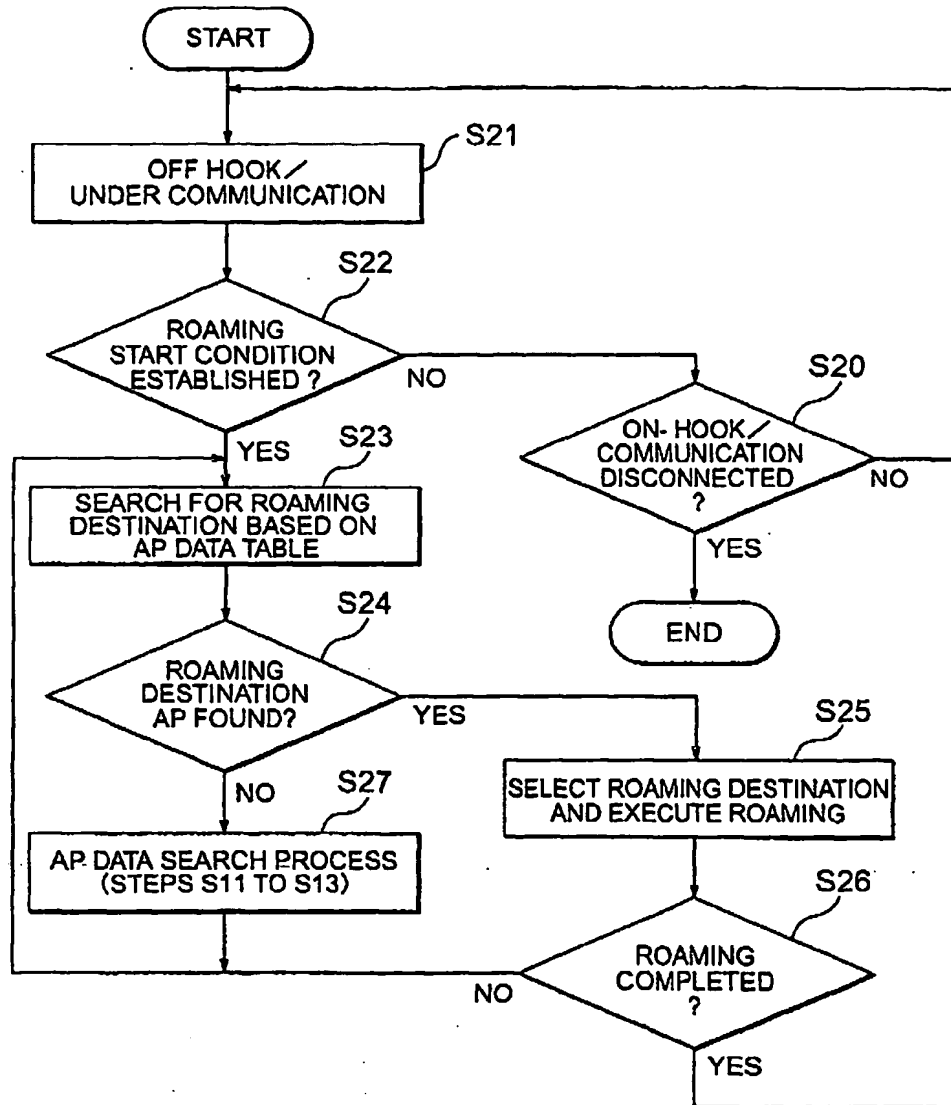 START
S21
OFF HOOK/
UNDER COMMUNICATION
S22
ROAMING
START CONDITION
ESTABLISHED ?
NO
YES
S20
ON- HOOK/
COMMUNICATION
DISCONNECTED
?
NO
YES
END
S23
SEARCH FOR ROAMING
DESTINATION BASED ON
AP DATA TABLE
S24
ROAMING
DESTINATION
AP FOUND?
YES
NO
S25
SELECT ROAMING DESTINATION
AND EXECUTE ROAMING
S27
AP DATA SEARCH PROCESS
(STEPS S11 TO S13)
S26
ROAMING
COMPLETED
?
NO
YES